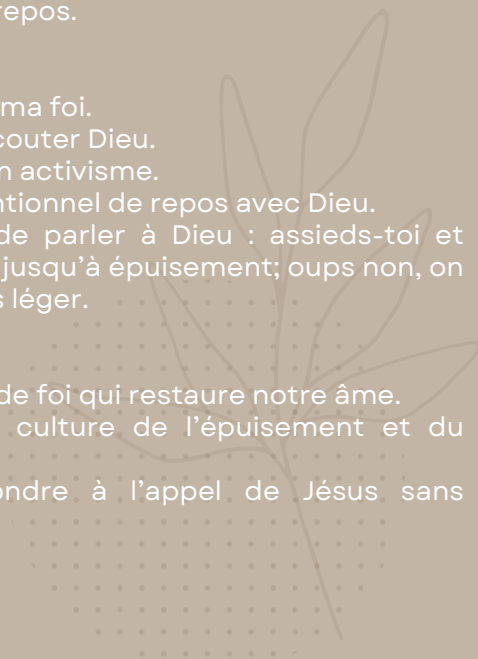 repos.
ma foi.
couter Dieu.
n activisme.
ntionnel de repos avec Dieu.
de parler à Dieu : assieds-toi et
jusqu'à épuisement; oups non, on
s léger.
de foi qui restaure notre âme.
culture de l'épuisement et du
ondre à l'appel de Jésus sans